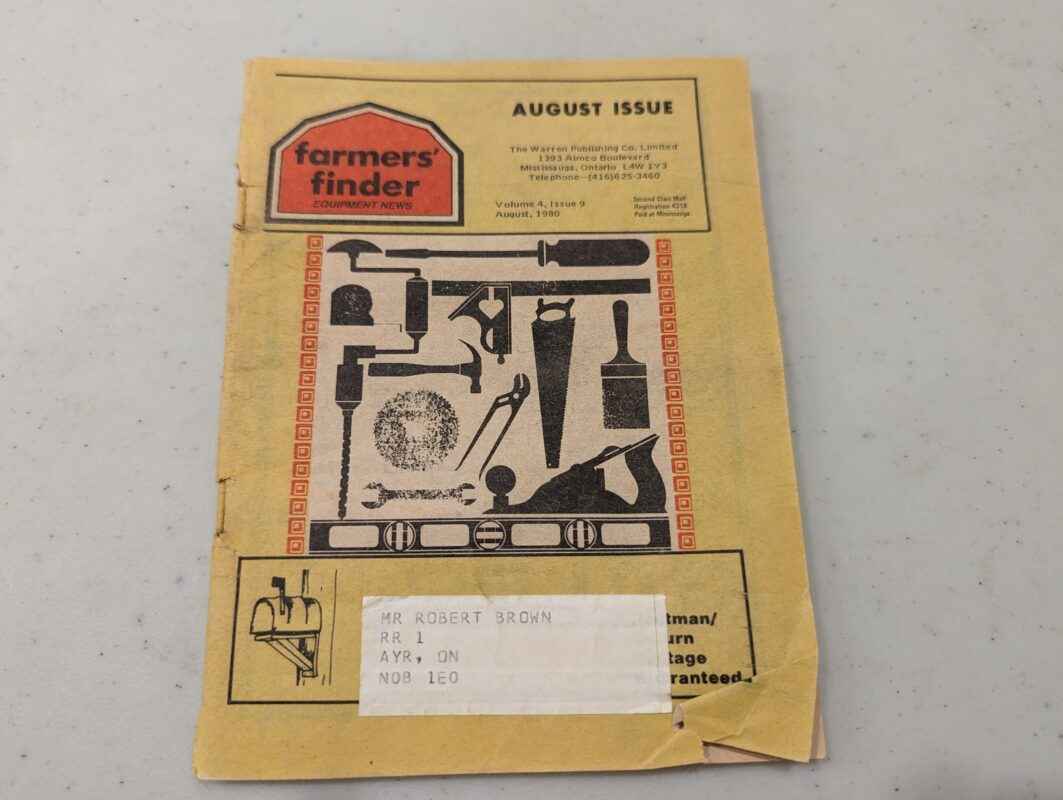 AUGUST ISSUE
farmers'
finder
EQUIPMENT NEWS
The Warren Publishing Co. Limited
1393 Aimco Boulevard
Mississauga, Ontario L4W 1Y3
Telephone—(416)625-3460
Volume 4, Issue 9
August, 1980
Second Class Mail
Registration 4218
Paid at Mississauga
MR ROBERT BROWN
RR 1
AYR, ON
N0B 1E0
tman/
urn
tage
ranteed